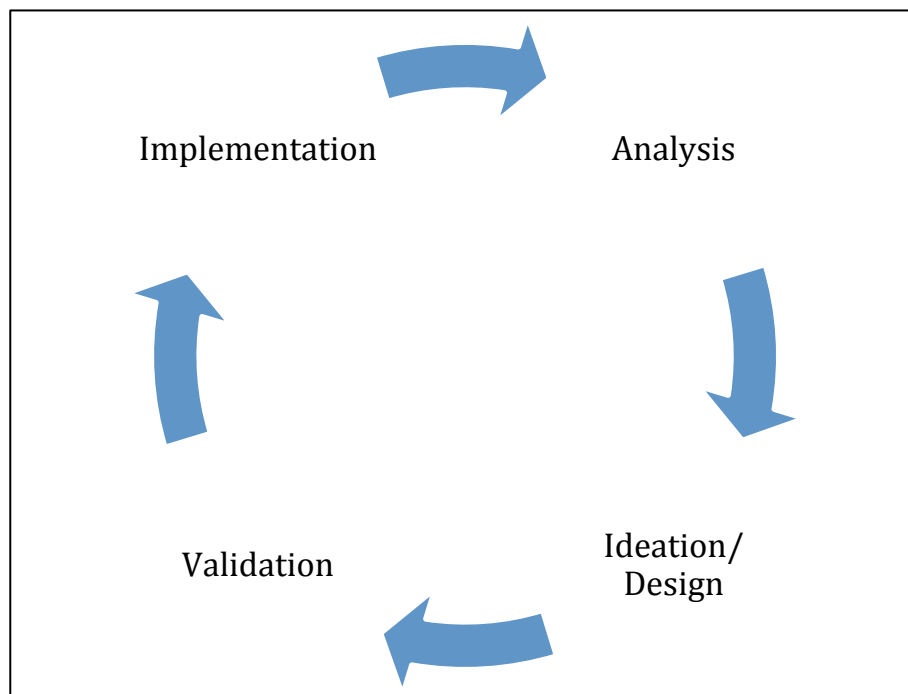 Implementation
Analysis
Validation
Ideation/
Design